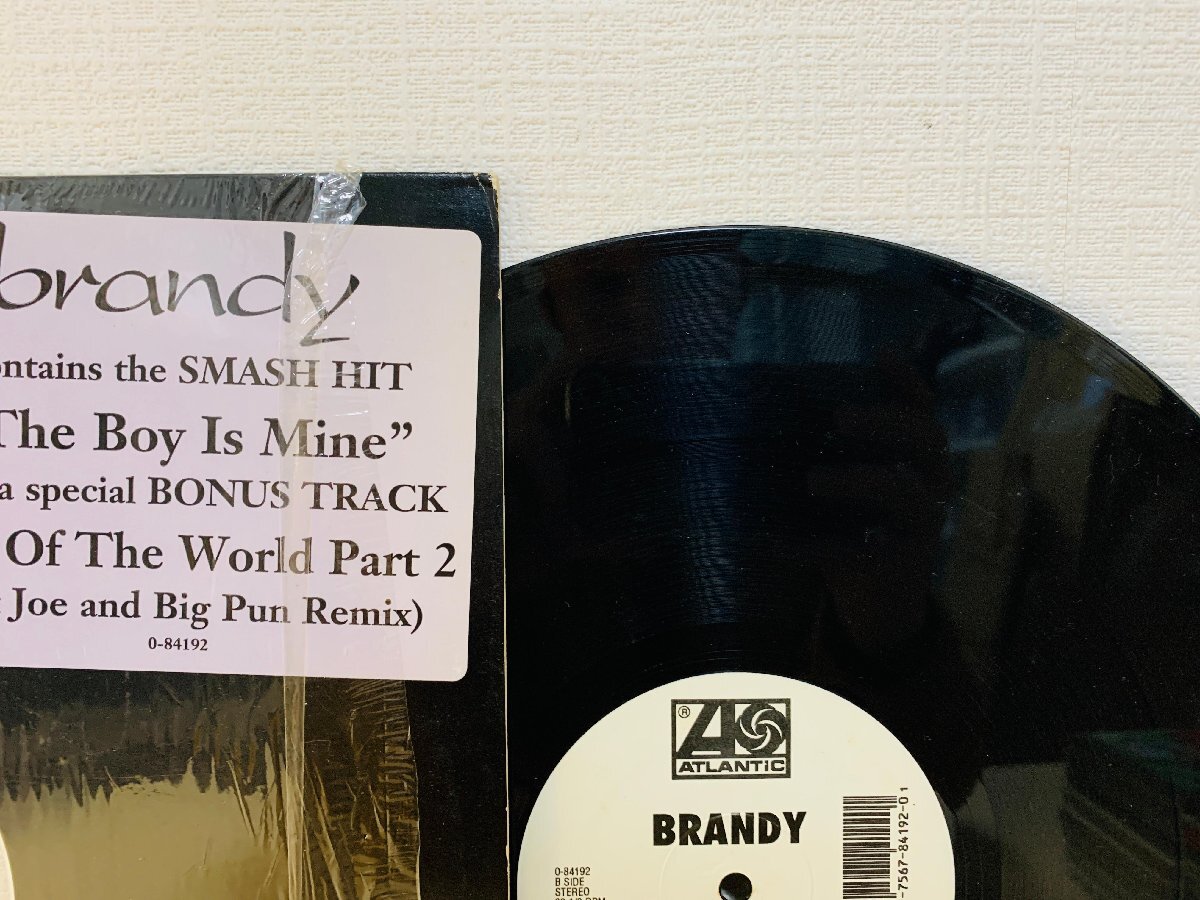 brandy
ontains the SMASH HIT
The Boy Is Mine”
a special BONUS TRACK
Of The World Part 2
Joe and Big Pun Remix)
0-84192
®
ATLANTIC
BRANDY
0-84192
B SIDE
STEREO
7567-84192-0 1